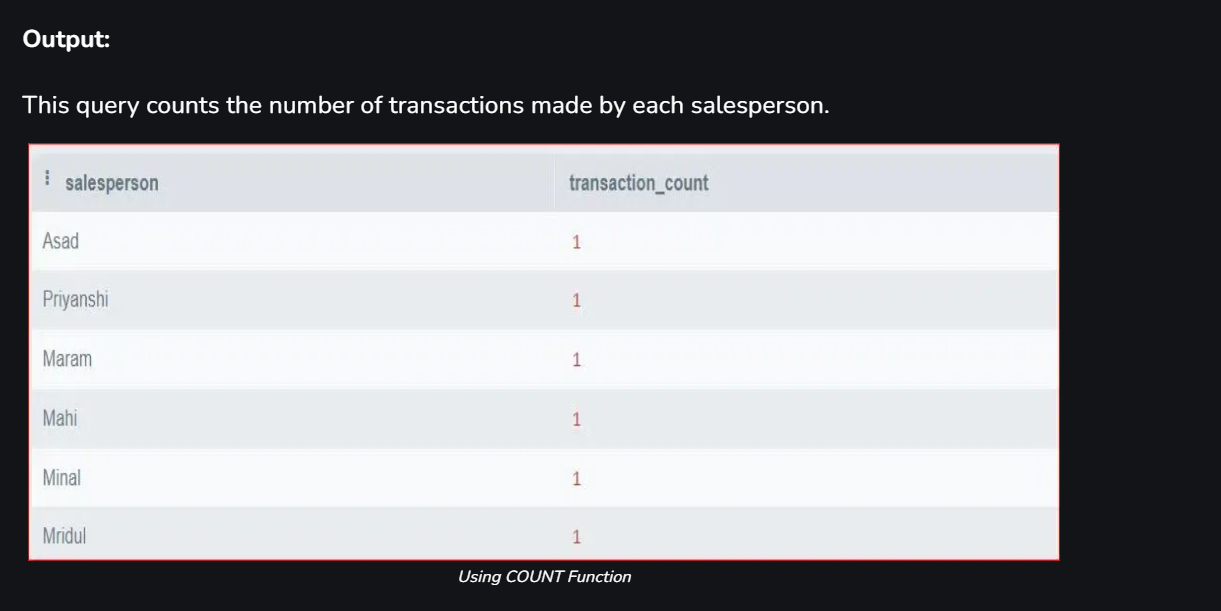 Output:
This query counts the number of transactions made by each salesperson.
salesperson transaction_count
Asad 1
Priyanshi 1
Maram 1
Mahi 1
Minal 1
Mridul 1
Using COUNT Function